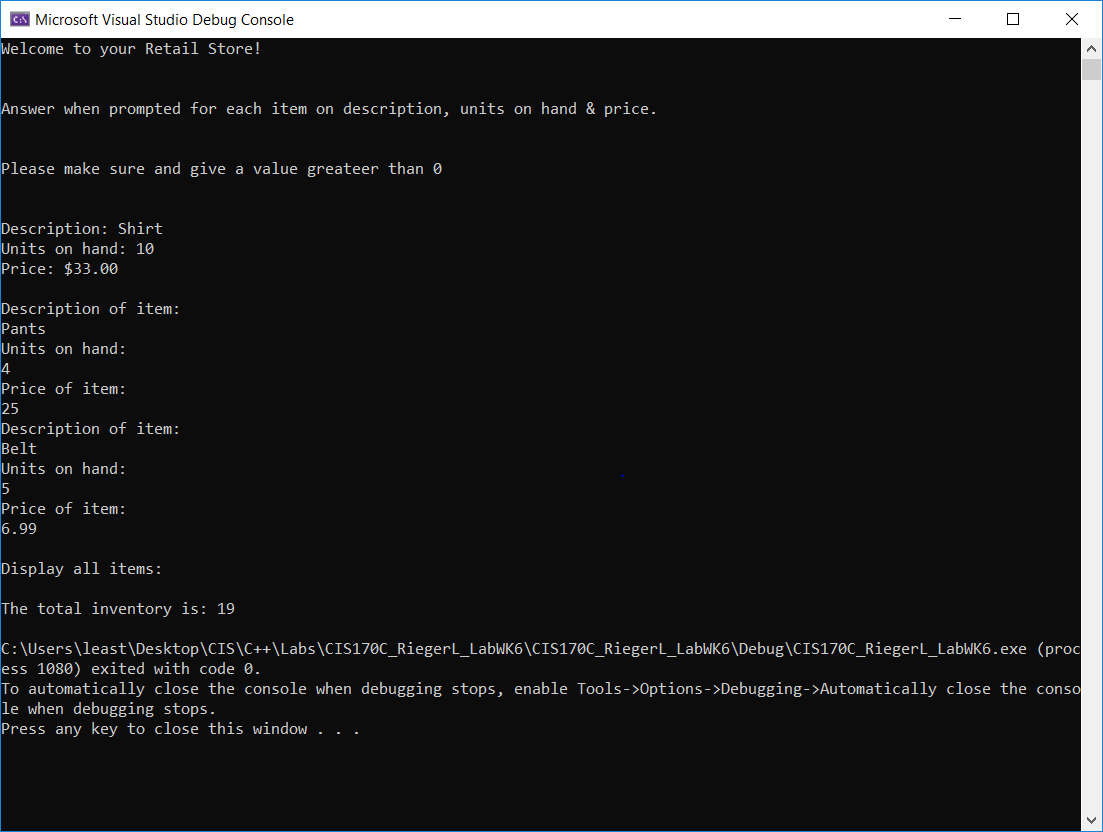 Microsoft Visual Studio Debug Console
Welcome to your Retail Store!
Answer when prompted for each item on description, units on hand & price.
Please make sure and give a value greateer than 0
Description: Shirt
Units on hand: 10
Price: $33.00
Description of item:
Pants
Units on hand:
4
Price of item:
25
Description of item:
Belt
Units on hand:
5
Price of item:
6.99
Display all items:
The total inventory is: 19
C:\Users\least\Desktop\CIS\C++\Labs\CIS170C_RiegerL_LabWK6\CIS170C_RiegerL_LabWK6\Debug\CIS170C_RiegerL_LabWK6.exe (proc
ess 1080) exited with code 0.
To automatically close the console when debugging stops, enable Tools->Options->Debugging->Automatically close the conso
le when debugging stops.
Press any key to close this window . . .